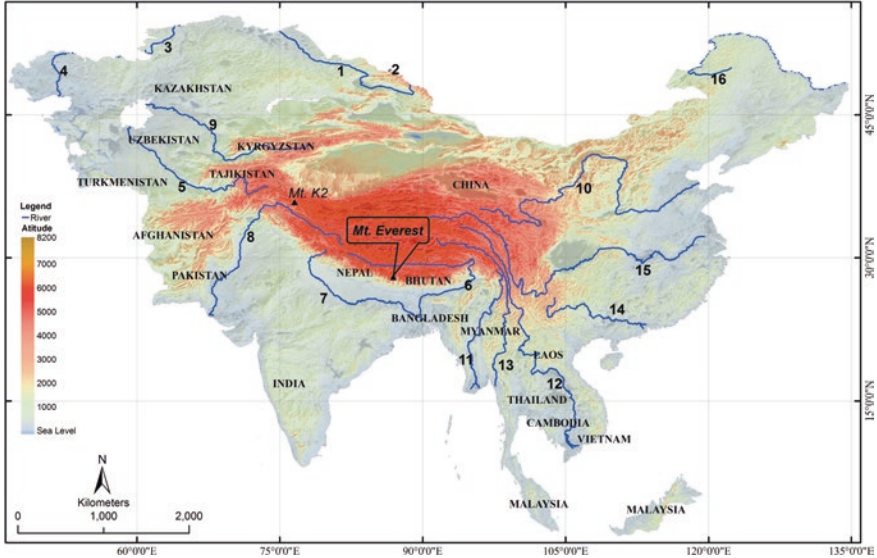 3
2
4
1
16
KAZAKHSTAN
45°0'0"N
9
UZBEKISTAN
KYRGYZSTAN
TAJIKISTAN
CHINA
TURKMENISTAN
5
Mt. K2
10
Legend
River
Altitude
8200
7000
6000
5000
4000
3000
2000
1000
Sea Level
AFGHANISTAN
8
Mt. Everest
30°0'0"N
15
PAKISTAN
NEPAL
BHUTAN
6
7
BANGLADESH
14
MYANMAR
11
13
LAOS
INDIA
12
THAILAND
15°0'0"N
CAMBODIA
VIETNAM
N
Kilometers
0 1,000 2,000
MALAYSIA
MALAYSIA
60°0'0"E 75°0'0"E 90°0'0"E 105°0'0"E 120°0'0"E 135°0'0"E